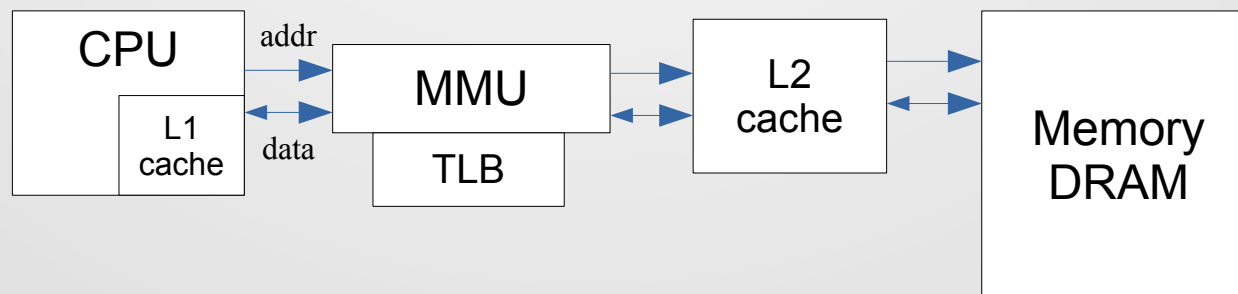 CPU
L1
cache
addr
data
MMU
TLB
L2
cache
Memory
DRAM